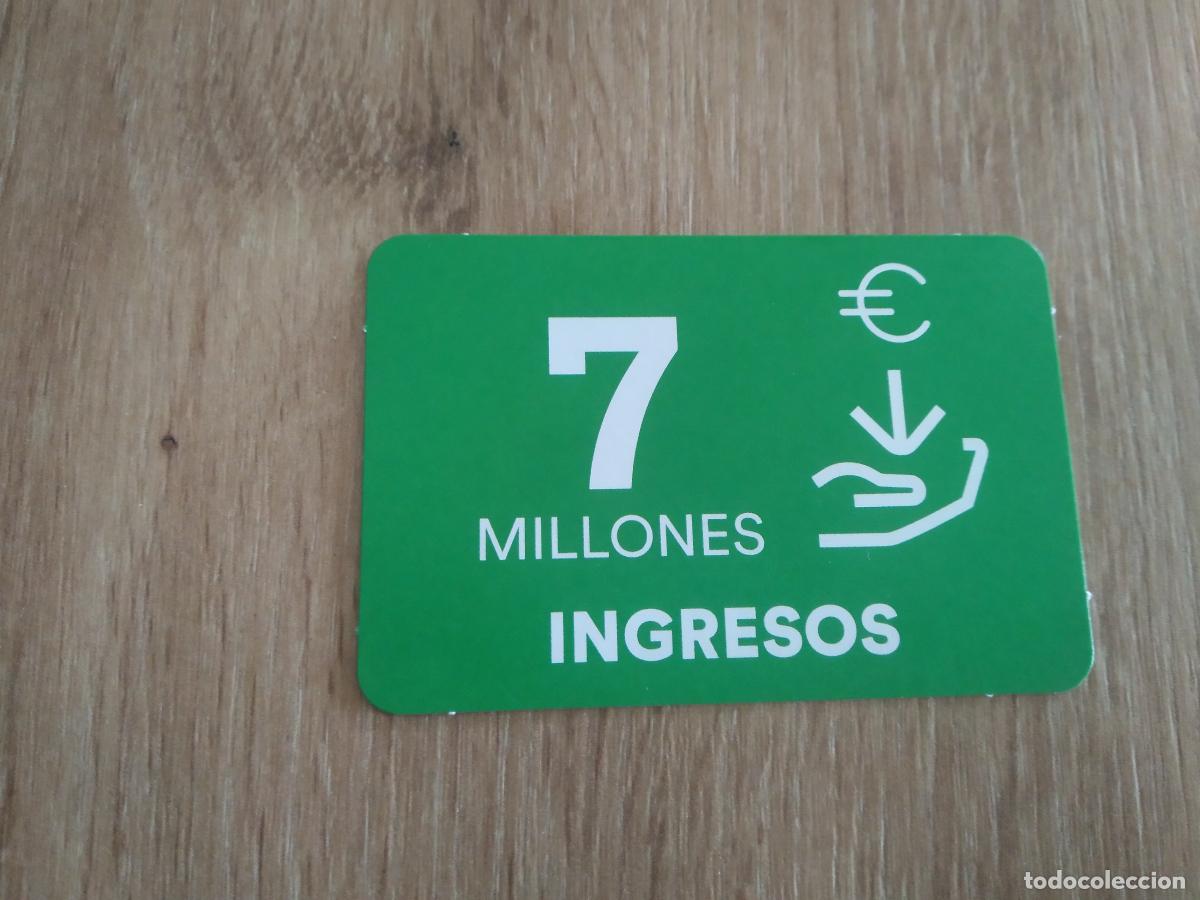 €
7
MILLONES
INGRESOS
todocoleccion